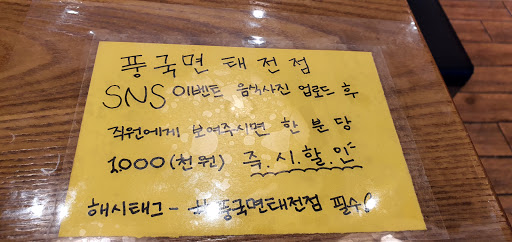 풍국면 태전점
SNS 이벤트 음식사진 업로드 후
직원에게 보여주시면 한 분 당
1,000(천원) 즉.시.할.인
해시태그 - #풍국면태전점 필수!